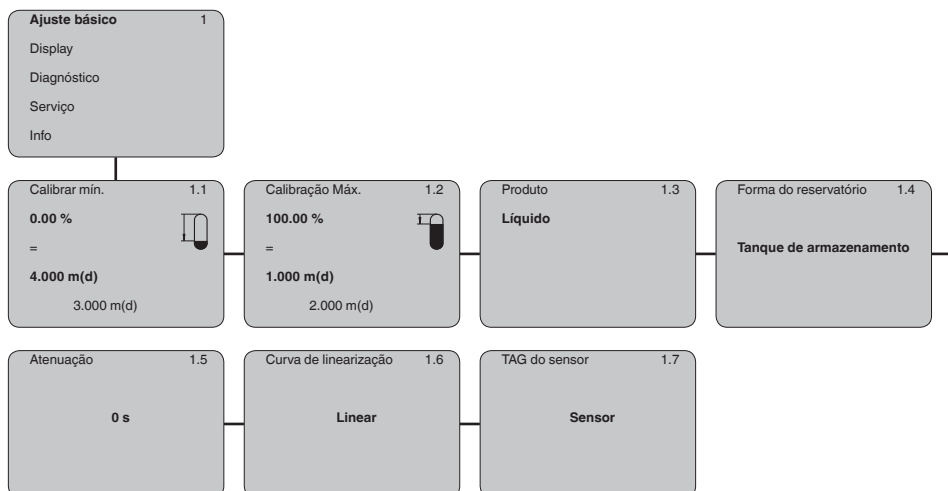 Ajuste básico 1
Display
Diagnóstico
Serviço
Info
Calibrar mín. 1.1
0.00 %
=
4.000 m(d)
3.000 m(d)
Calibração Máx. 1.2
100.00 %
=
1.000 m(d)
2.000 m(d)
Produto 1.3
Líquido
Forma do reservatório 1.4
Tanque de armazenamento
Atenuação 1.5
0 s
Curva de linearização 1.6
Linear
TAG do sensor 1.7
Sensor